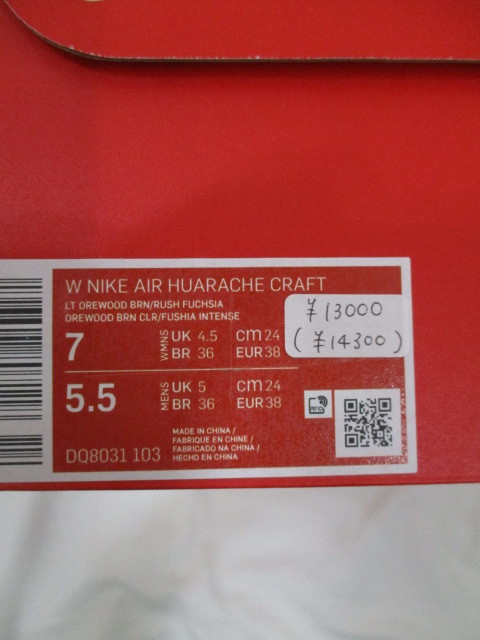 W NIKE AIR HUARACHE CRAFT
LT OREWOOD BRN/RUSH FUCHSIA
OREWOOD BRN CLR/FUSHIA INTENSE
¥13000
(¥14300)
7 WMNS UK 4.5 cm 24
BR 36 EUR 38
5.5 MENS UK 5 cm 24
BR 36 EUR 38
MADE IN CHINA /
FABRIQUE EN CHINE /
FABRICADO NA CHINA /
HECHO EN CHINA
DQ8031 103